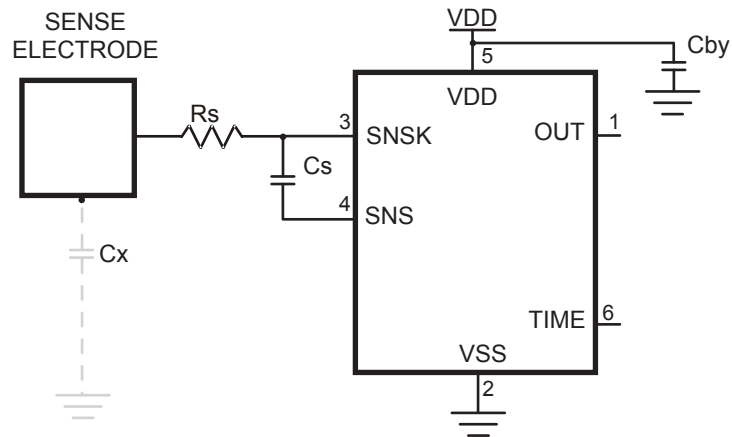 SENSE
ELECTRODE
VDD
5
Cby
Rs
VDD
3
SNSK
OUT
1
Cs
4
SNS
Cx
TIME
6
VSS
2